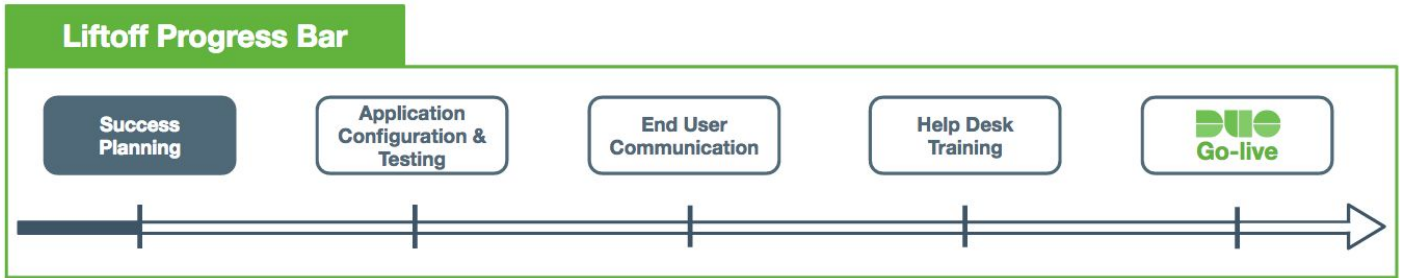 Liftoff Progress Bar
Success
Planning
Application
Configuration &
Testing
End User
Communication
Help Desk
Training
DUO
Go-live